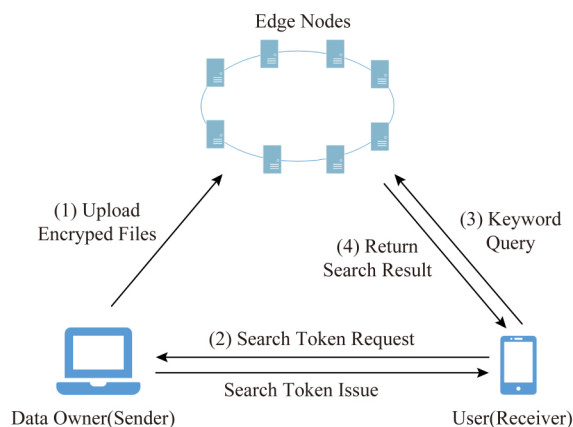 Edge Nodes
(1) Upload
Encryped Files
(3) Keyword
Query
(4) Return
Search Result
(2) Search Token Request
Search Token Issue
Data Owner(Sender)
User(Receiver)